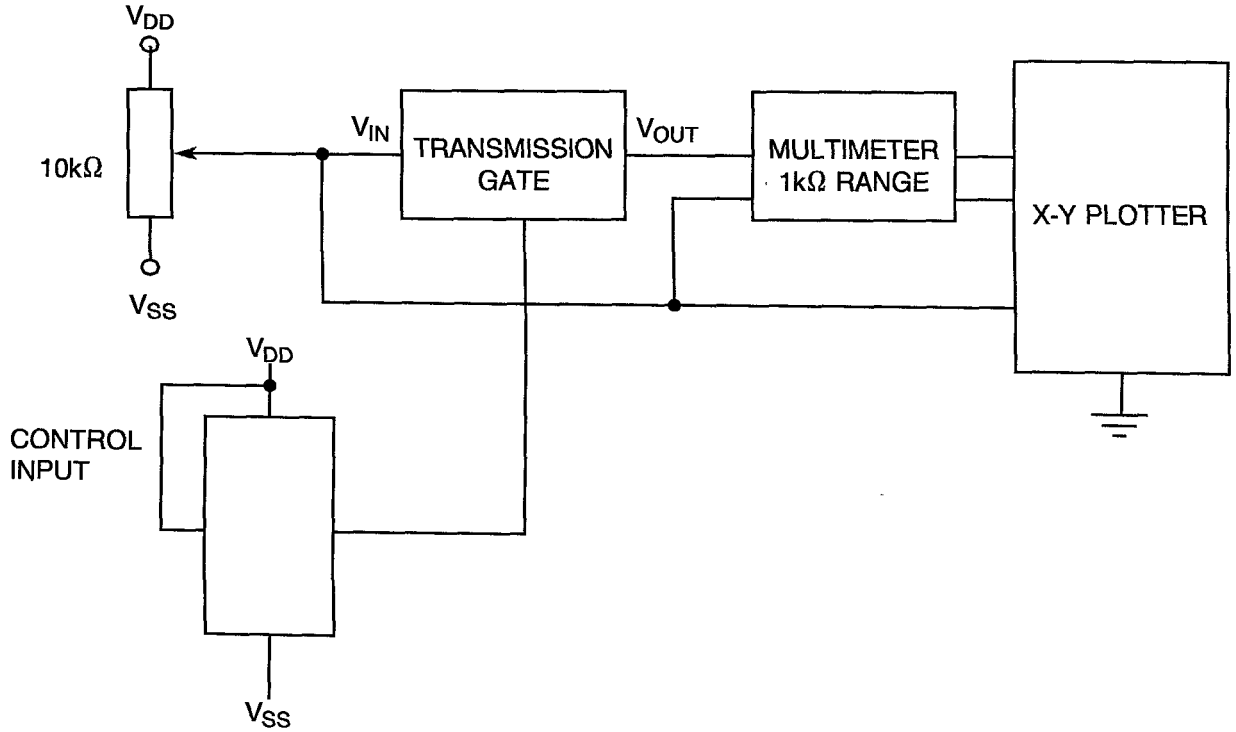 VDD
10kΩ
VSS
VIN
TRANSMISSION
GATE
VOUT
MULTIMETER
1kΩ RANGE
X-Y PLOTTER
VDD
CONTROL
INPUT
VSS